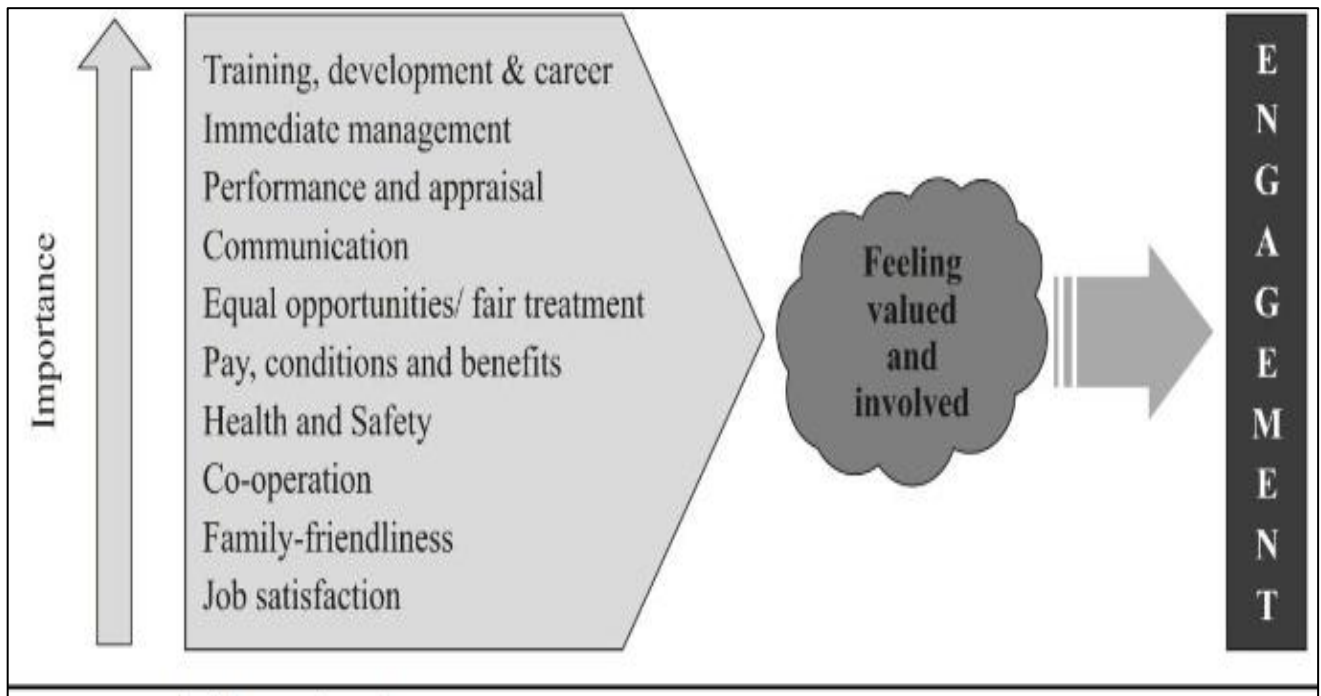 Importance
Training, development & career
Immediate management
Performance and appraisal
Communication
Equal opportunities/ fair treatment
Pay, conditions and benefits
Health and Safety
Co-operation
Family-friendliness
Job satisfaction
Feeling
valued
and
involved
ENGAGEMENT